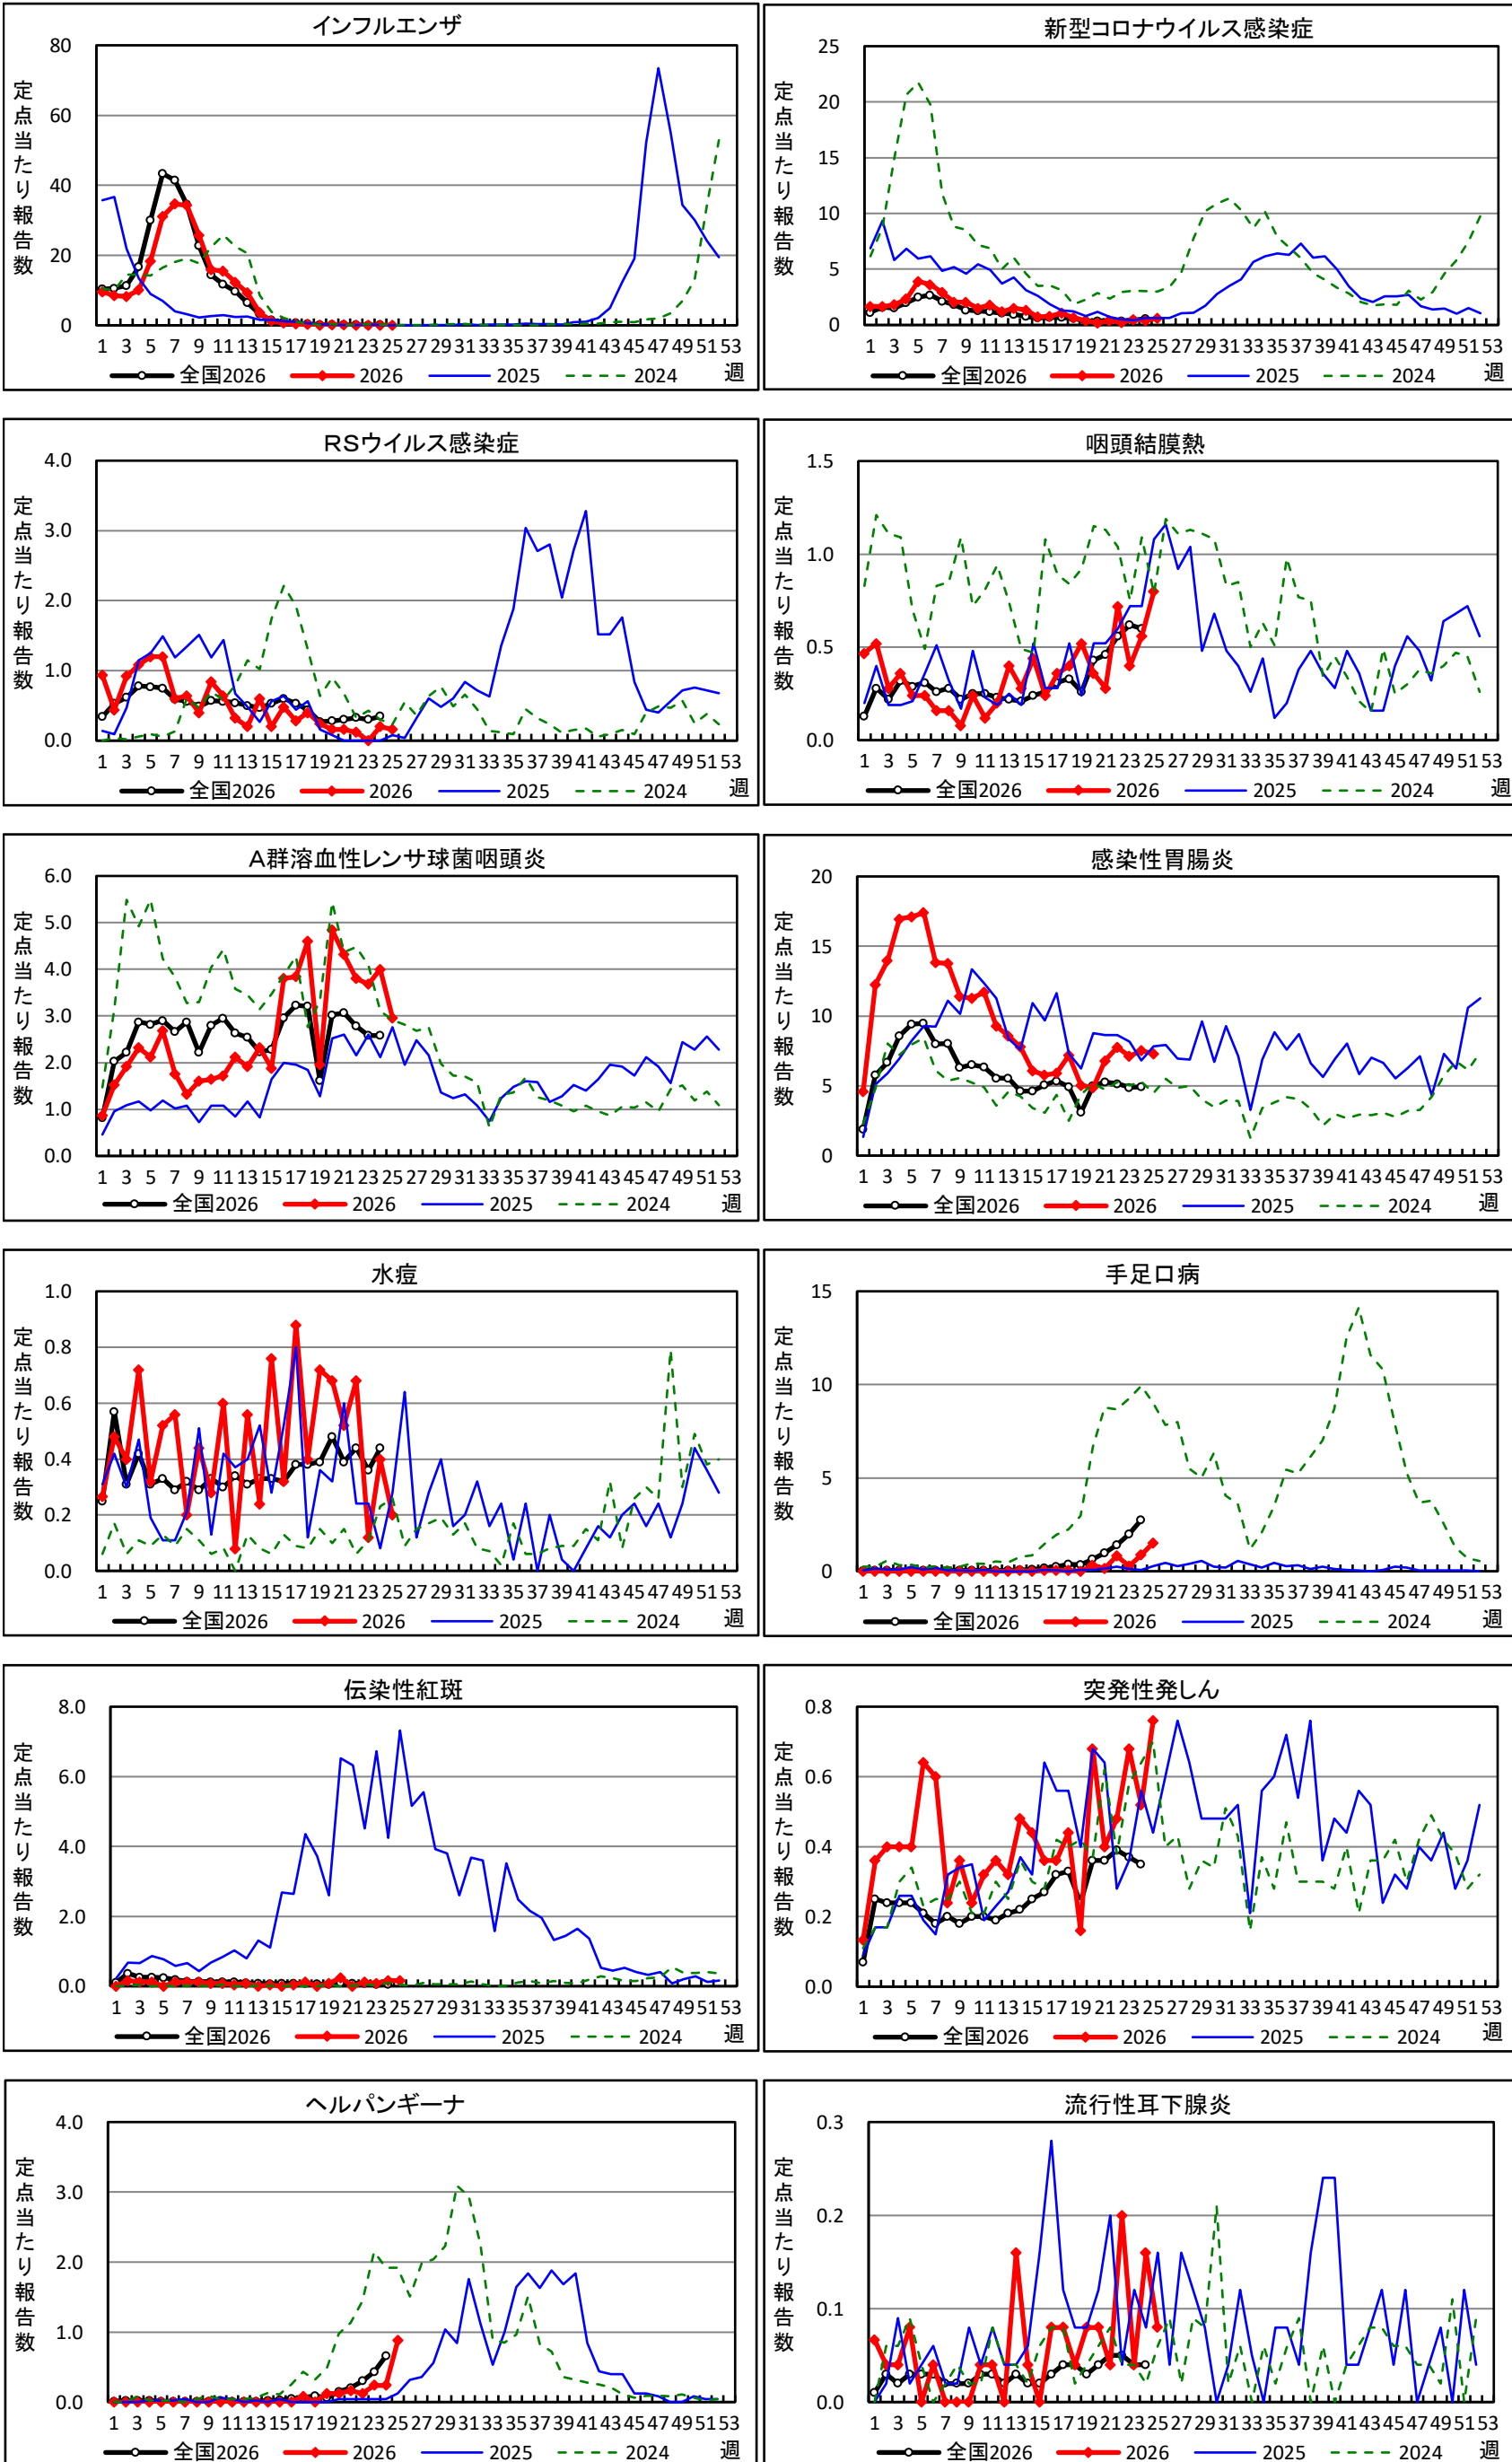 インフルエンザ
定点当たり報告数
80
60
40
20
0
1 3 5 7 9 11 13 15 17 19 21 23 25 27 29 31 33 35 37 39 41 43 45 47 49 51 53
全国2026 2026 2025 2024 週
新型コロナウイルス感染症
定点当たり報告数
25
20
15
10
5
0
1 3 5 7 9 11 13 15 17 19 21 23 25 27 29 31 33 35 37 39 41 43 45 47 49 51 53
全国2026 2026 2025 2024 週
RSウイルス感染症
定点当たり報告数
4.0
3.0
2.0
1.0
0.0
1 3 5 7 9 11 13 15 17 19 21 23 25 27 29 31 33 35 37 39 41 43 45 47 49 51 53
全国2026 2026 2025 2024 週
咽頭結膜熱
定点当たり報告数
1.5
1.0
0.5
0.0
1 3 5 7 9 11 13 15 17 19 21 23 25 27 29 31 33 35 37 39 41 43 45 47 49 51 53
全国2026 2026 2025 2024 週
A群溶血性レンサ球菌咽頭炎
定点当たり報告数
6.0
5.0
4.0
3.0
2.0
1.0
0.0
1 3 5 7 9 11 13 15 17 19 21 23 25 27 29 31 33 35 37 39 41 43 45 47 49 51 53
全国2026 2026 2025 2024 週
感染性胃腸炎
定点当たり報告数
20
15
10
5
0
1 3 5 7 9 11 13 15 17 19 21 23 25 27 29 31 33 35 37 39 41 43 45 47 49 51 53
全国2026 2026 2025 2024 週
水痘
定点当たり報告数
1.0
0.8
0.6
0.4
0.2
0.0
1 3 5 7 9 11 13 15 17 19 21 23 25 27 29 31 33 35 37 39 41 43 45 47 49 51 53
全国2026 2026 2025 2024 週
手足口病
定点当たり報告数
15
10
5
0
1 3 5 7 9 11 13 15 17 19 21 23 25 27 29 31 33 35 37 39 41 43 45 47 49 51 53
全国2026 2026 2025 2024 週
伝染性紅斑
定点当たり報告数
8.0
6.0
4.0
2.0
0.0
1 3 5 7 9 11 13 15 17 19 21 23 25 27 29 31 33 35 37 39 41 43 45 47 49 51 53
全国2026 2026 2025 2024 週
突発性発しん
定点当たり報告数
0.8
0.6
0.4
0.2
0.0
1 3 5 7 9 11 13 15 17 19 21 23 25 27 29 31 33 35 37 39 41 43 45 47 49 51 53
全国2026 2026 2025 2024 週
ヘルパンギーナ
定点当たり報告数
4.0
3.0
2.0
1.0
0.0
1 3 5 7 9 11 13 15 17 19 21 23 25 27 29 31 33 35 37 39 41 43 45 47 49 51 53
全国2026 2026 2025 2024 週
流行性耳下腺炎
定点当たり報告数
0.3
0.2
0.1
0.0
1 3 5 7 9 11 13 15 17 19 21 23 25 27 29 31 33 35 37 39 41 43 45 47 49 51 53
全国2026 2026 2025 2024 週